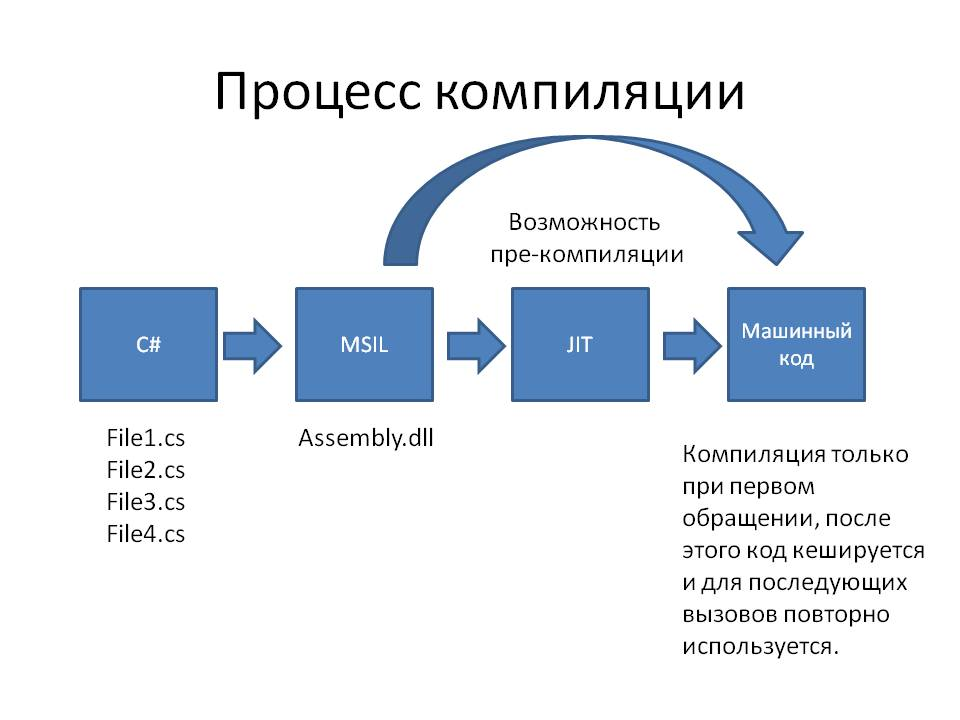 Процесс компиляции
Возможность
пре-компиляции
C#
MSIL
JIT
Машинный
код
File1.cs
File2.cs
File3.cs
File4.cs
Assembly.dll
Компиляция только
при первом
обращении, после
этого код кешируется
и для последующих
вызовов повторно
используется.